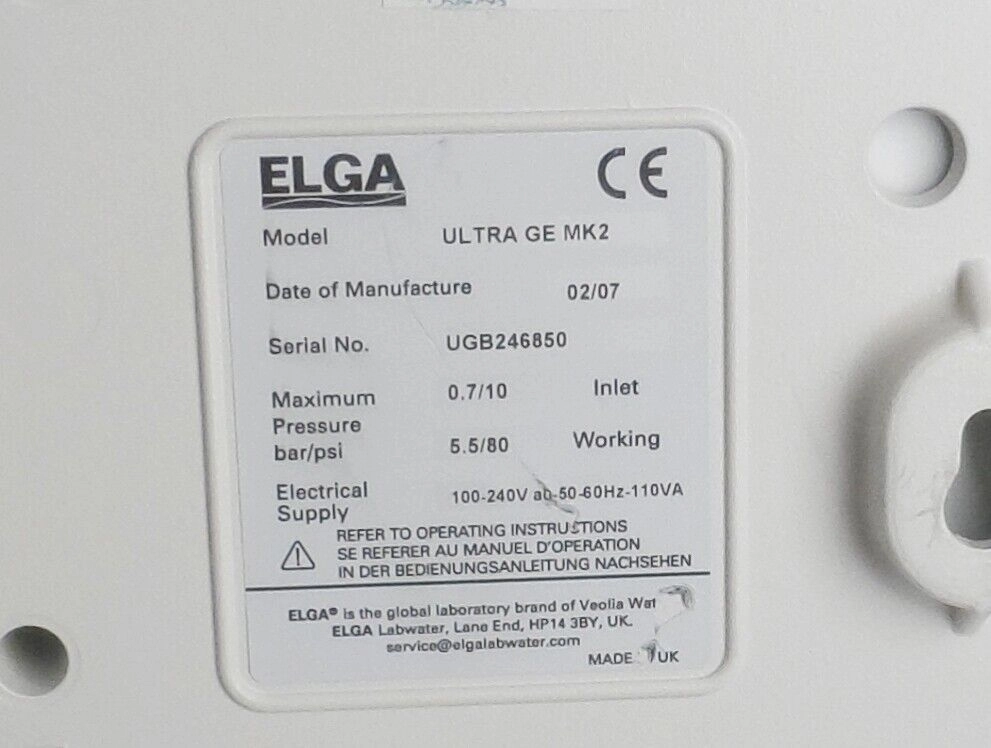 ELGA CE
Model ULTRA GE MK2
Date of Manufacture 02/07
Serial No. UGB246850
Maximum 0.7/10 Inlet
Pressure
bar/psi 5.5/80 Working
Electrical
Supply 100-240V -50-60Hz-110VA
REFER TO OPERATING INSTRUCTIONS
SE REFERER AU MANUEL D'OPERATION
IN DER BEDIENUNGSANLEITUNG NACHSEHEN
ELGA® is the global laboratory brand of Veolia Wat
ELGA Labwater, Lane End, HP14 3BY, UK.
service@elgalabwater.com
MADE UK